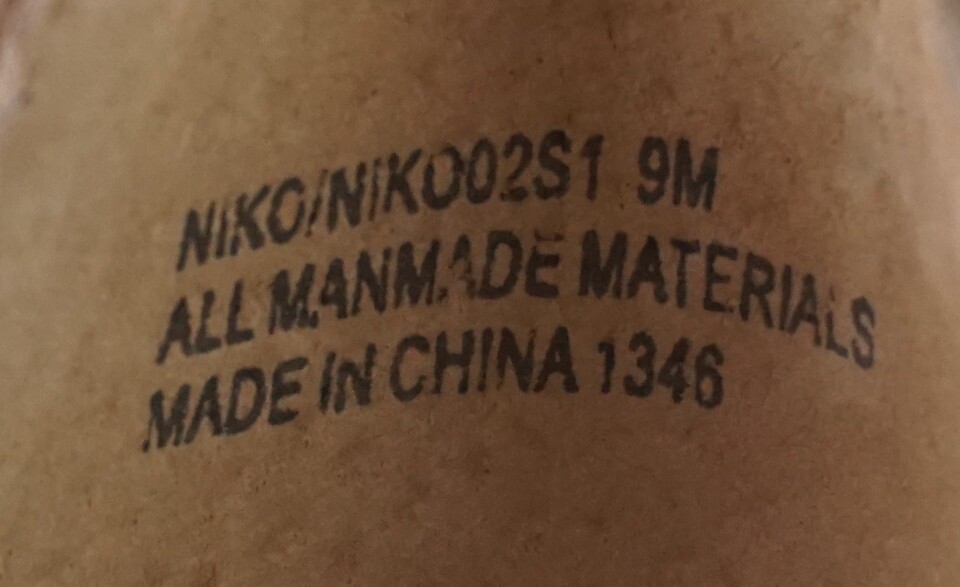 NIKO/NIKO02S1 9M
ALL MANMADE MATERIALS
MADE IN CHINA 1346